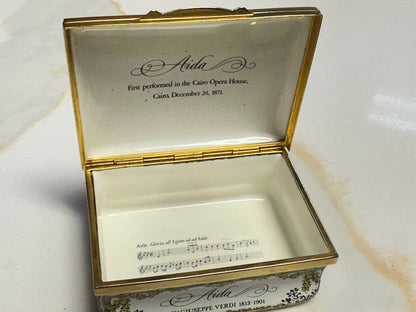 Aida
First performed in the Cairo Opera House,
Cairo, December 24, 1871.
Aida Gloria all' Egitto ed ad Iside
Aida
GIUSEPPE VERDI 1813-1901